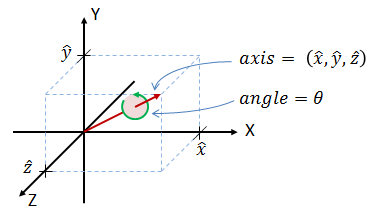 Y
ŷ
axis = (x̂, ŷ, ẑ)
angle = θ
X
x̂
ẑ
Z